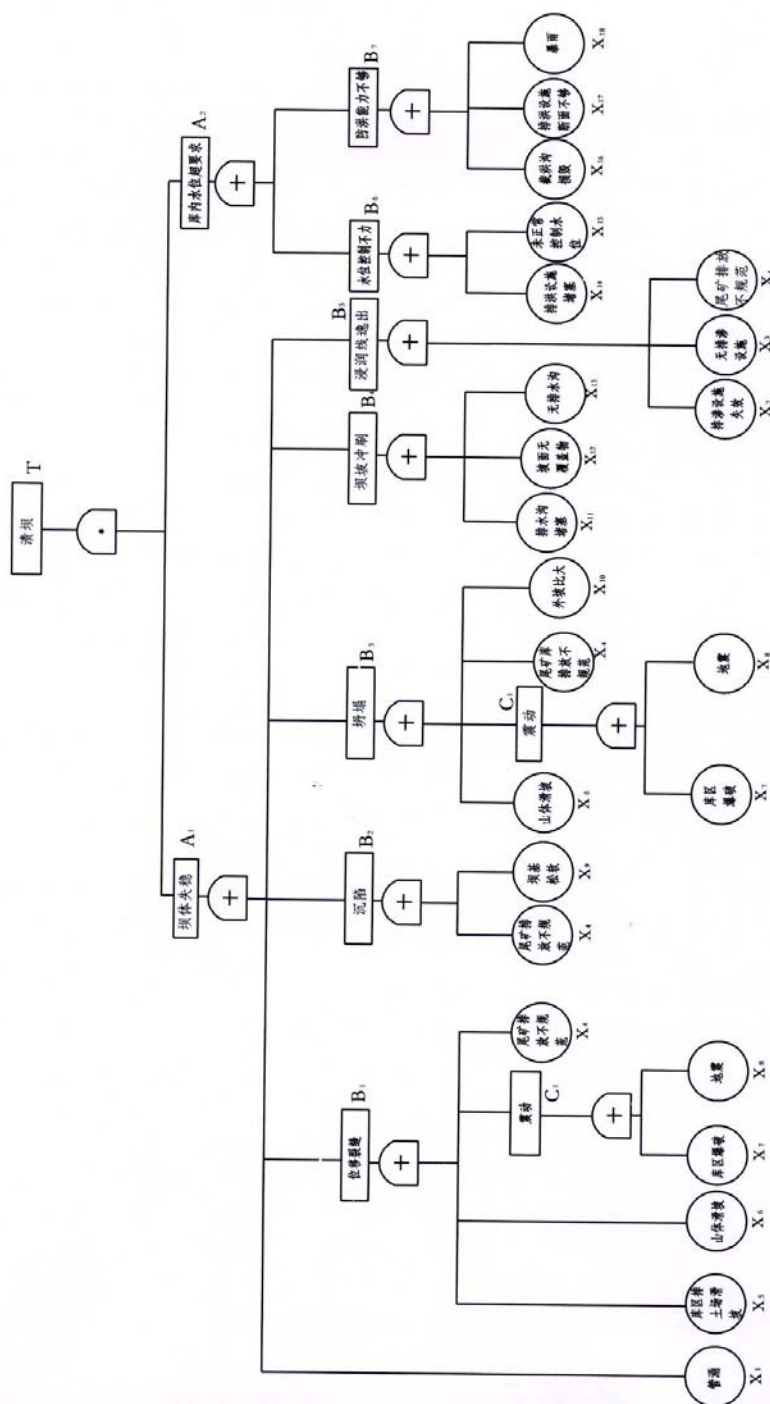 溃坝 T
坝体失稳 A₁
库内水位超要求 A₂
位移裂缝 B₁
沉陷 B₂
坍塌 B₃
坝坡冲刷 B₄
浸润线逸出 B₅
水位控制不力 B₆
防洪能力不够 B₇
管涌
X₁
库区排
土场滑
坡
X₅
山体滑坡
X₆
震动
C₁
库区爆破
X₇
地震
X₈
尾矿排
放不规
范
X₄
尾矿排
放不规
范
X₄
坝基
松软
X₉
山体滑坡
X₆
震动
C₁
库区
爆破
X₇
地震
X₈
尾矿库
排放不
规范
X₄
外坡比大
X₁₀
排水沟
堵塞
X₁₁
坡面无
覆盖物
X₁₂
无排水沟
X₁₃
排渗设施
失效
X₂
无排渗
设施
X₃
尾矿排放
不规范
排洪设施
堵塞
X₁₄
未正常
控制水
位
X₁₅
截洪沟
损毁
X₁₆
排洪设施
断面不够
X₁₇
暴雨
X₁₈